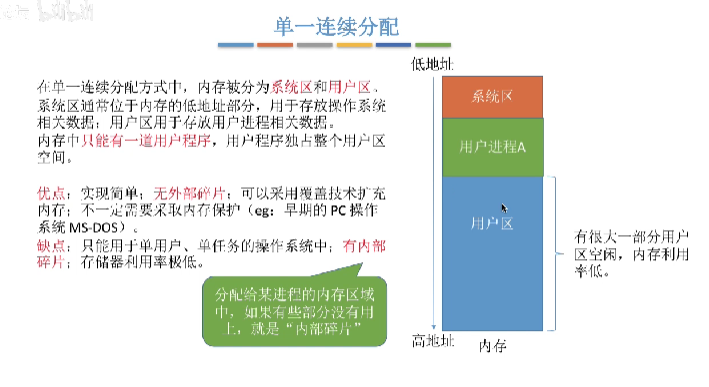 bilibili
单一连续分配
在单一连续分配方式中，内存被分为系统区和用户区。
系统区通常位于内存的低地址部分，用于存放操作系统
相关数据；用户区用于存放用户进程相关数据。
内存中只能有一道用户程序，用户程序独占整个用户区
空间。
优点：实现简单；无外部碎片；可以采用覆盖技术扩充
内存；不一定需要采取内存保护（eg：早期的 PC 操作
系统 MS-DOS）。
缺点：只能用于单用户、单任务的操作系统中；有内部
碎片；存储器利用率极低。
分配给某进程的内存区域
中，如果有些部分没有用
上，就是“内部碎片”
低地址
系统区
用户进程A
用户区
高地址
内存
有很大一部分用户
区空闲，内存利用
率低。